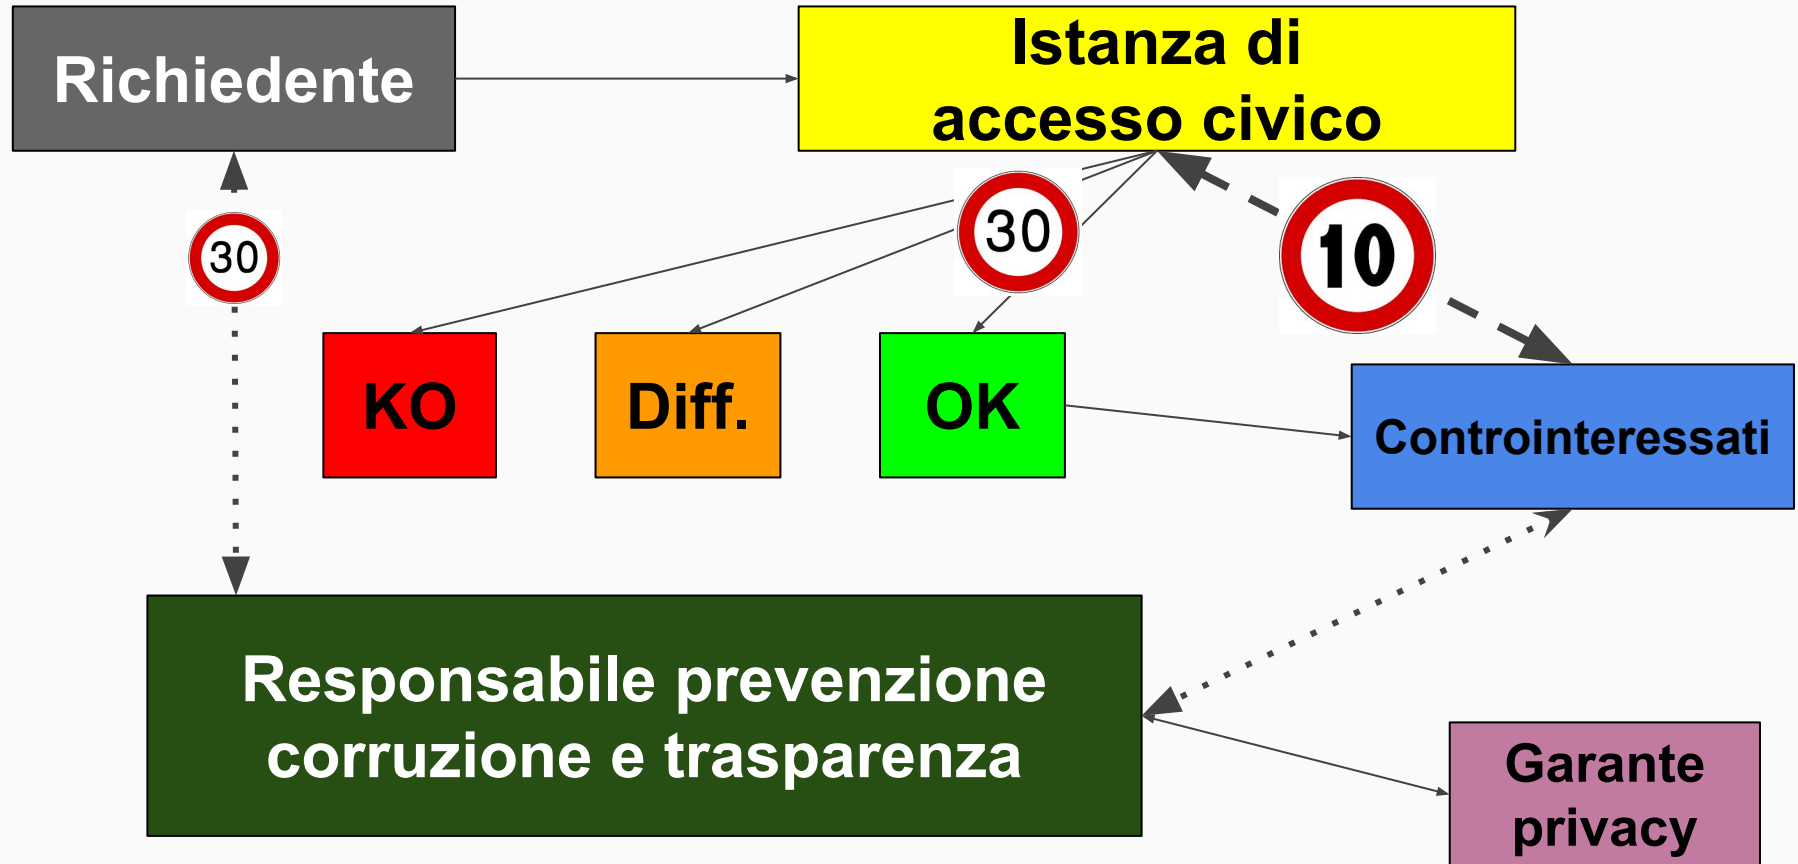 Richiedente
Istanza di
accesso civico
30
30
10
KO
Diff.
OK
Controinteressati
Responsabile prevenzione
corruzione e trasparenza
Garante
privacy